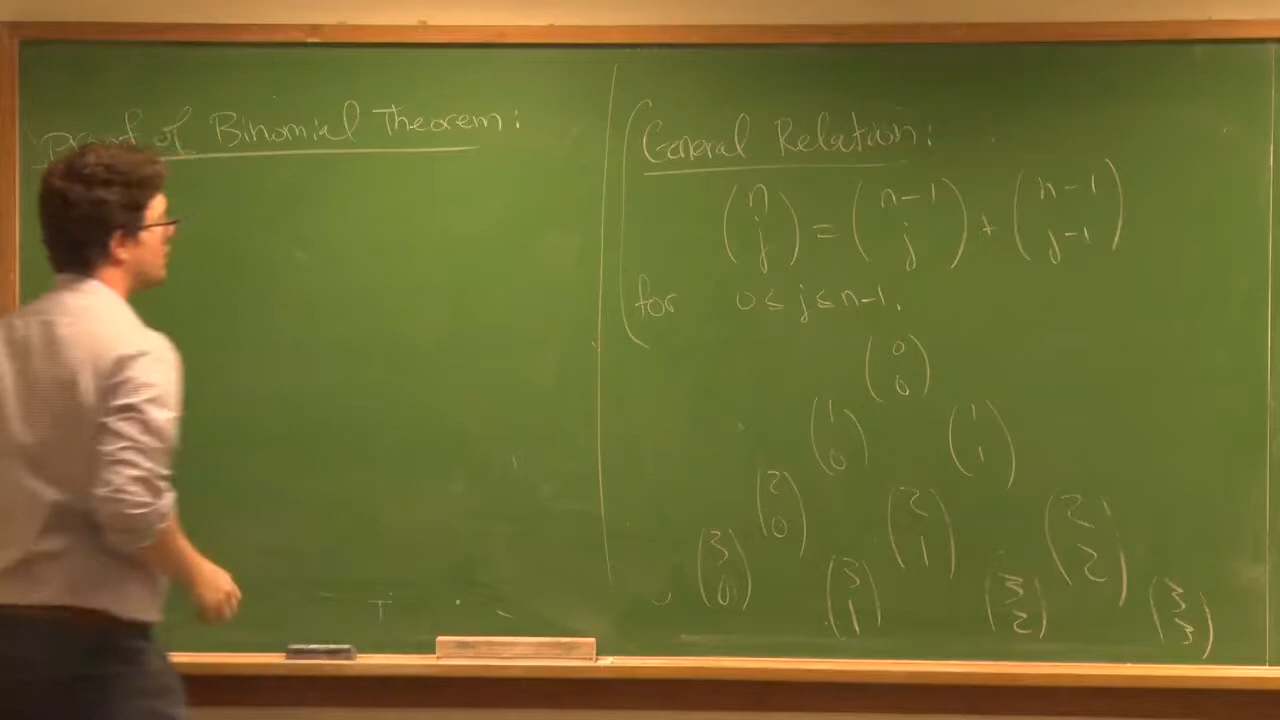 Proof of Binomial Theorem:
General Relation:
(n j) = (n-1 j) + (n-1 j-1)
for 0 ≤ j ≤ n-1.
(0 0)
(1 0) (1 1)
(2 0) (2 1) (2 2)
(3 0) (3 1) (3 2) (3 3)